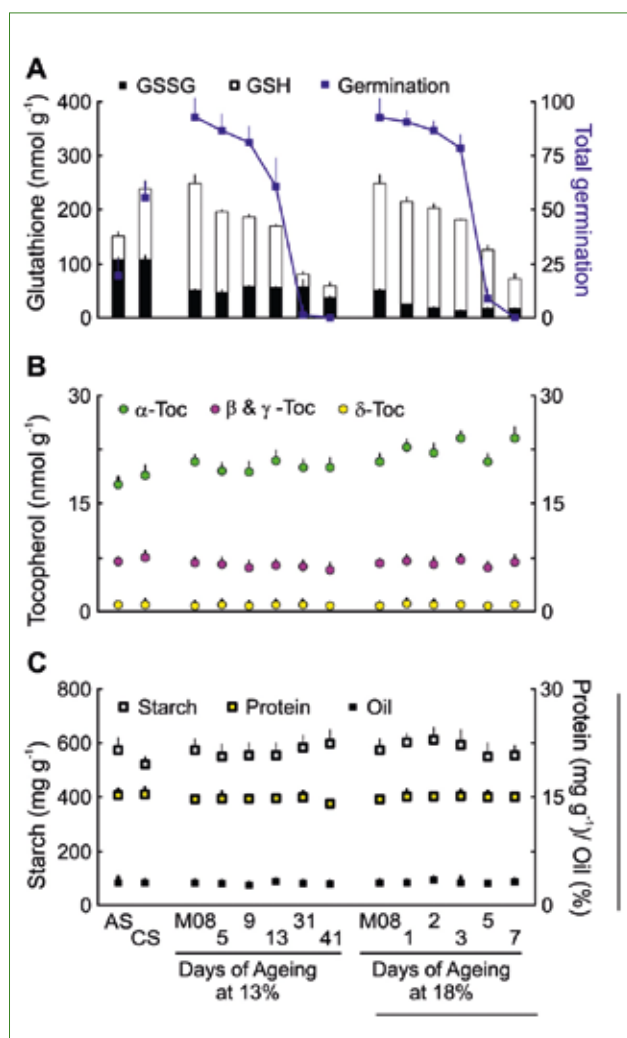 A
GSSG GSH Germination
Glutathione (nmol g⁻¹)
400
300
200
100
0
100
75
50
25
0
Total germination
B
α-Toc β & γ -Toc δ-Toc
Tocopherol (nmol g⁻¹)
30
15
0
30
15
0
C
Starch Protein Oil
Starch (mg g⁻¹)
800
600
400
200
0
30
15
0
Protein (mg g⁻¹)/ Oil (%)
AS M08 9 31 M08 2 5
CS 5 13 41 1 3 7
Days of Ageing at 13%
Days of Ageing at 18%